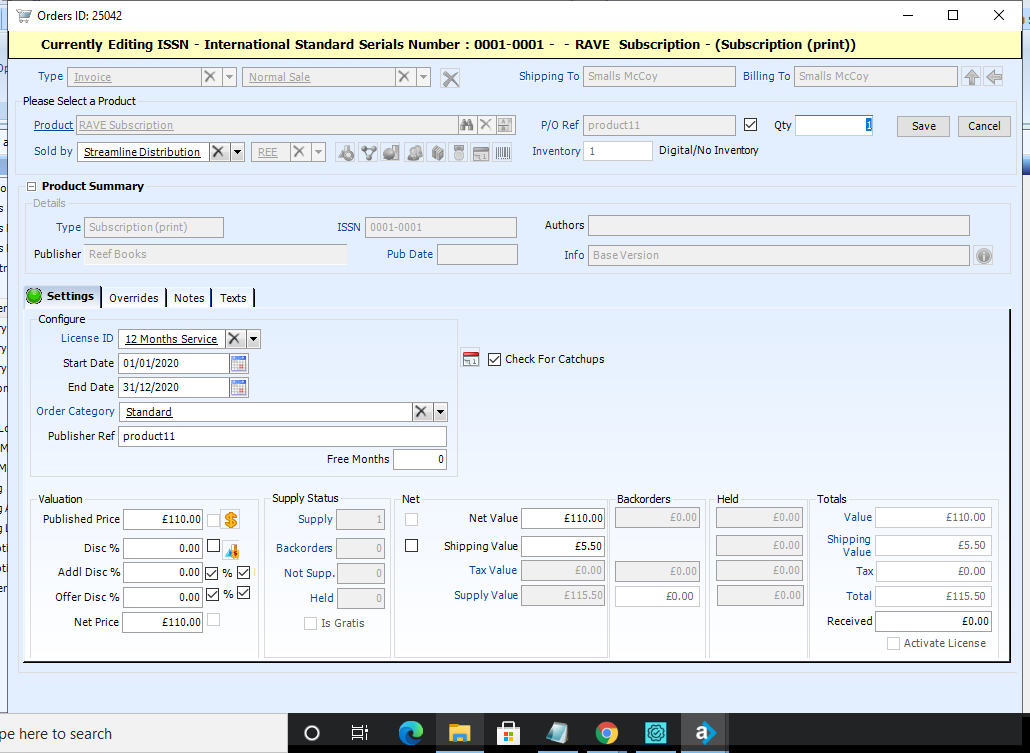 Orders ID: 25042
Currently Editing ISSN - International Standard Serials Number : 0001-0001 - - RAVE Subscription - (Subscription (print))
Type Invoice Normal Sale Shipping To Smalls McCoy Billing To Smalls McCoy
Please Select a Product
Product RAVE Subscription P/O Ref product11 Qty 1 Save Cancel
Sold by Streamline Distribution REE Inventory 1 Digital/No Inventory
Product Summary
Details
Type Subscription (print) ISSN 0001-0001 Authors
Publisher Reef Books Pub Date Info Base Version
Settings Overrides Notes Texts
Configure
License ID 12 Months Service
Check For Catchups
Start Date 01/01/2020
End Date 31/12/2020
Order Category Standard
Publisher Ref product11
Free Months 0
Valuation Supply Status Net Backorders Held Totals
Published Price £110.00 Supply 1 Net Value £110.00 £0.00 £0.00 Value £110.00
Disc % 0.00 Backorders 0 Shipping Value £5.50 £0.00 Shipping Value £5.50
Addl Disc % 0.00 % Not Supp. 0 Tax Value £0.00 £0.00 £0.00 Tax £0.00
Offer Disc % 0.00 % Held 0 Supply Value £115.50 £0.00 £0.00 Total £115.50
Net Price £110.00 Is Gratis Received £0.00
Activate License
pe here to search